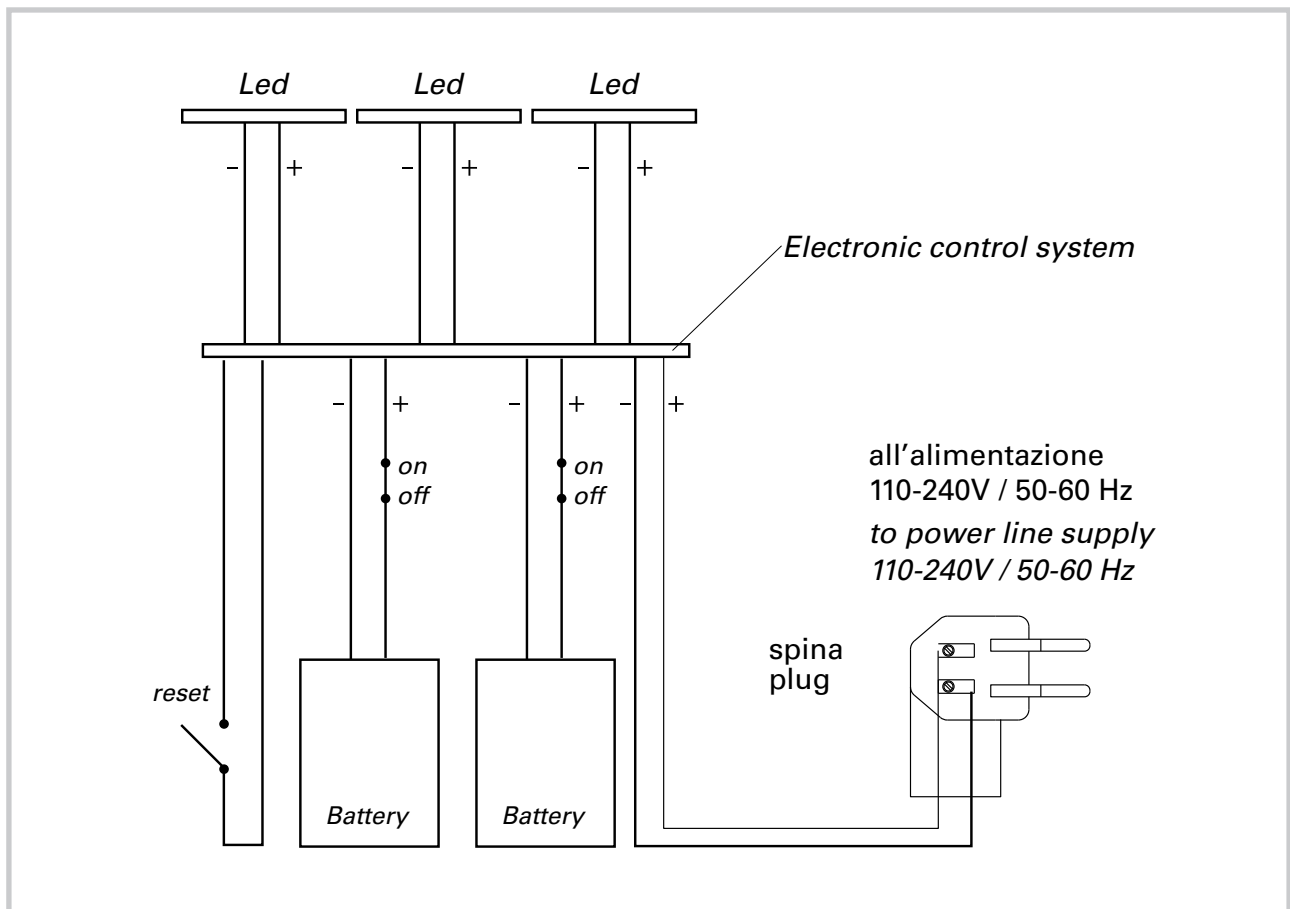 Led Led Led
- + - + - +
Electronic control system
- + - + - +
on on
off off
all'alimentazione
110-240V / 50-60 Hz
to power line supply
110-240V / 50-60 Hz
spina
plug
reset
Battery Battery